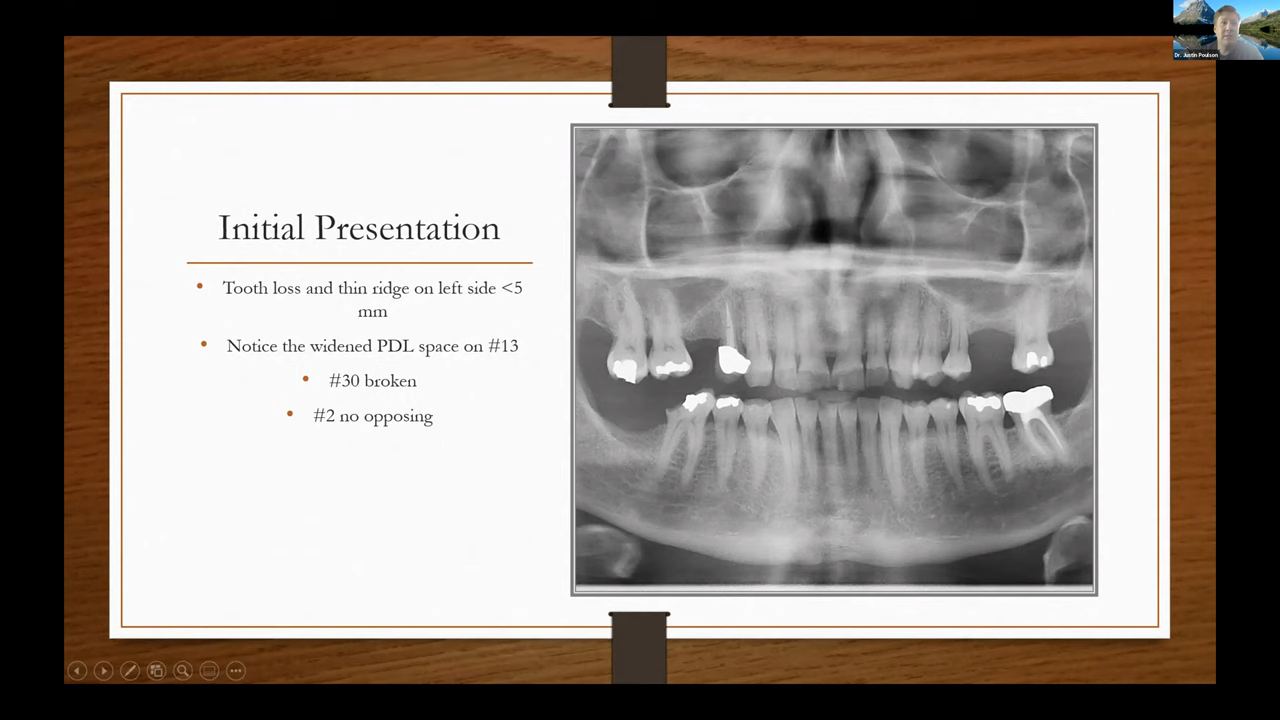 Dr. Justin Poulson
Initial Presentation
• Tooth loss and thin ridge on left side <5
mm
• Notice the widened PDL space on #13
• #30 broken
• #2 no opposing